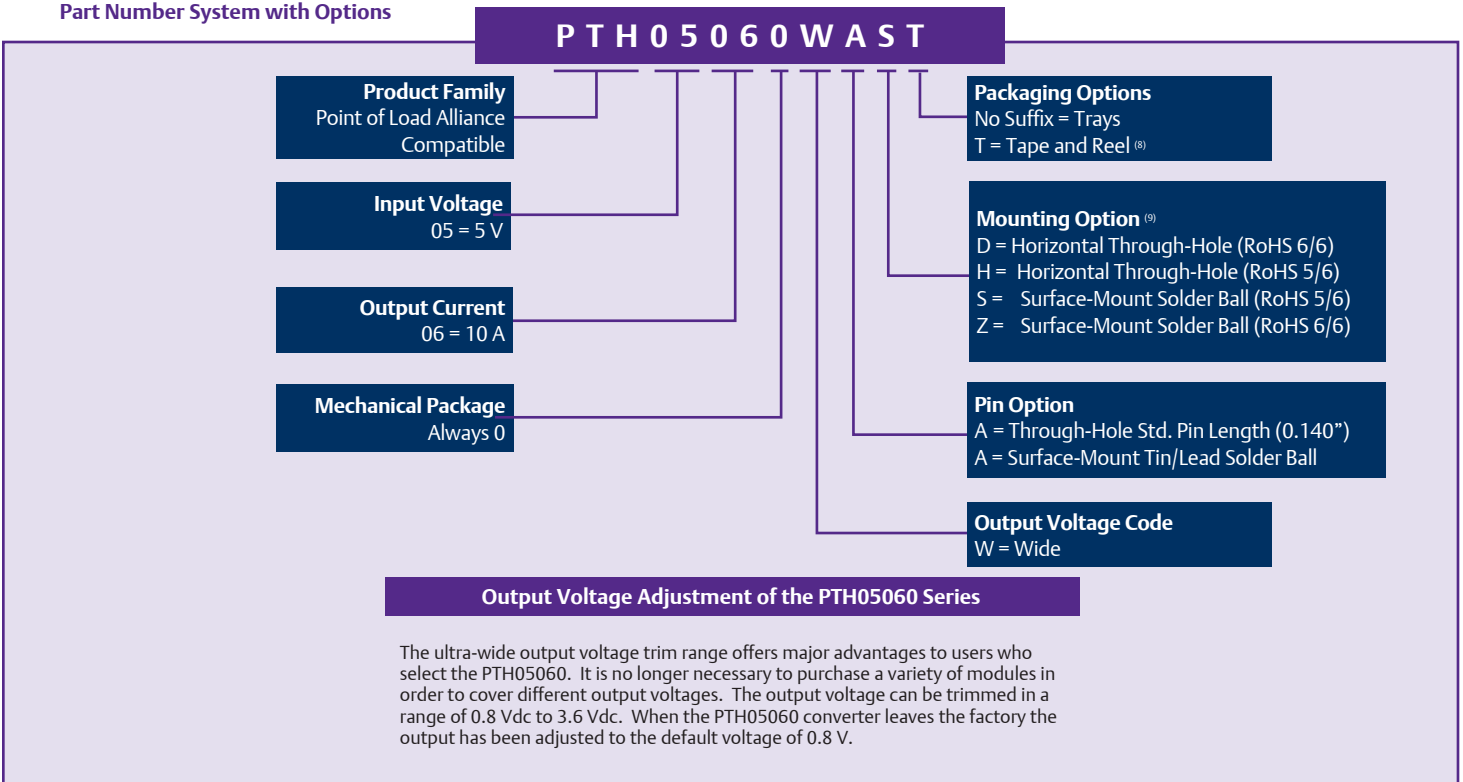 Part Number System with Options
P T H 0 5 0 6 0 W A S T
Product Family
Point of Load Alliance
Compatible
Input Voltage
05 = 5 V
Output Current
06 = 10 A
Mechanical Package
Always 0
Packaging Options
No Suffix = Trays
T = Tape and Reel (8)
Mounting Option (9)
D = Horizontal Through-Hole (RoHS 6/6)
H = Horizontal Through-Hole (RoHS 5/6)
S = Surface-Mount Solder Ball (RoHS 5/6)
Z = Surface-Mount Solder Ball (RoHS 6/6)
Pin Option
A = Through-Hole Std. Pin Length (0.140”)
A = Surface-Mount Tin/Lead Solder Ball
Output Voltage Code
W = Wide
Output Voltage Adjustment of the PTH05060 Series
The ultra-wide output voltage trim range offers major advantages to users who
select the PTH05060. It is no longer necessary to purchase a variety of modules in
order to cover different output voltages. The output voltage can be trimmed in a
range of 0.8 Vdc to 3.6 Vdc. When the PTH05060 converter leaves the factory the
output has been adjusted to the default voltage of 0.8 V.